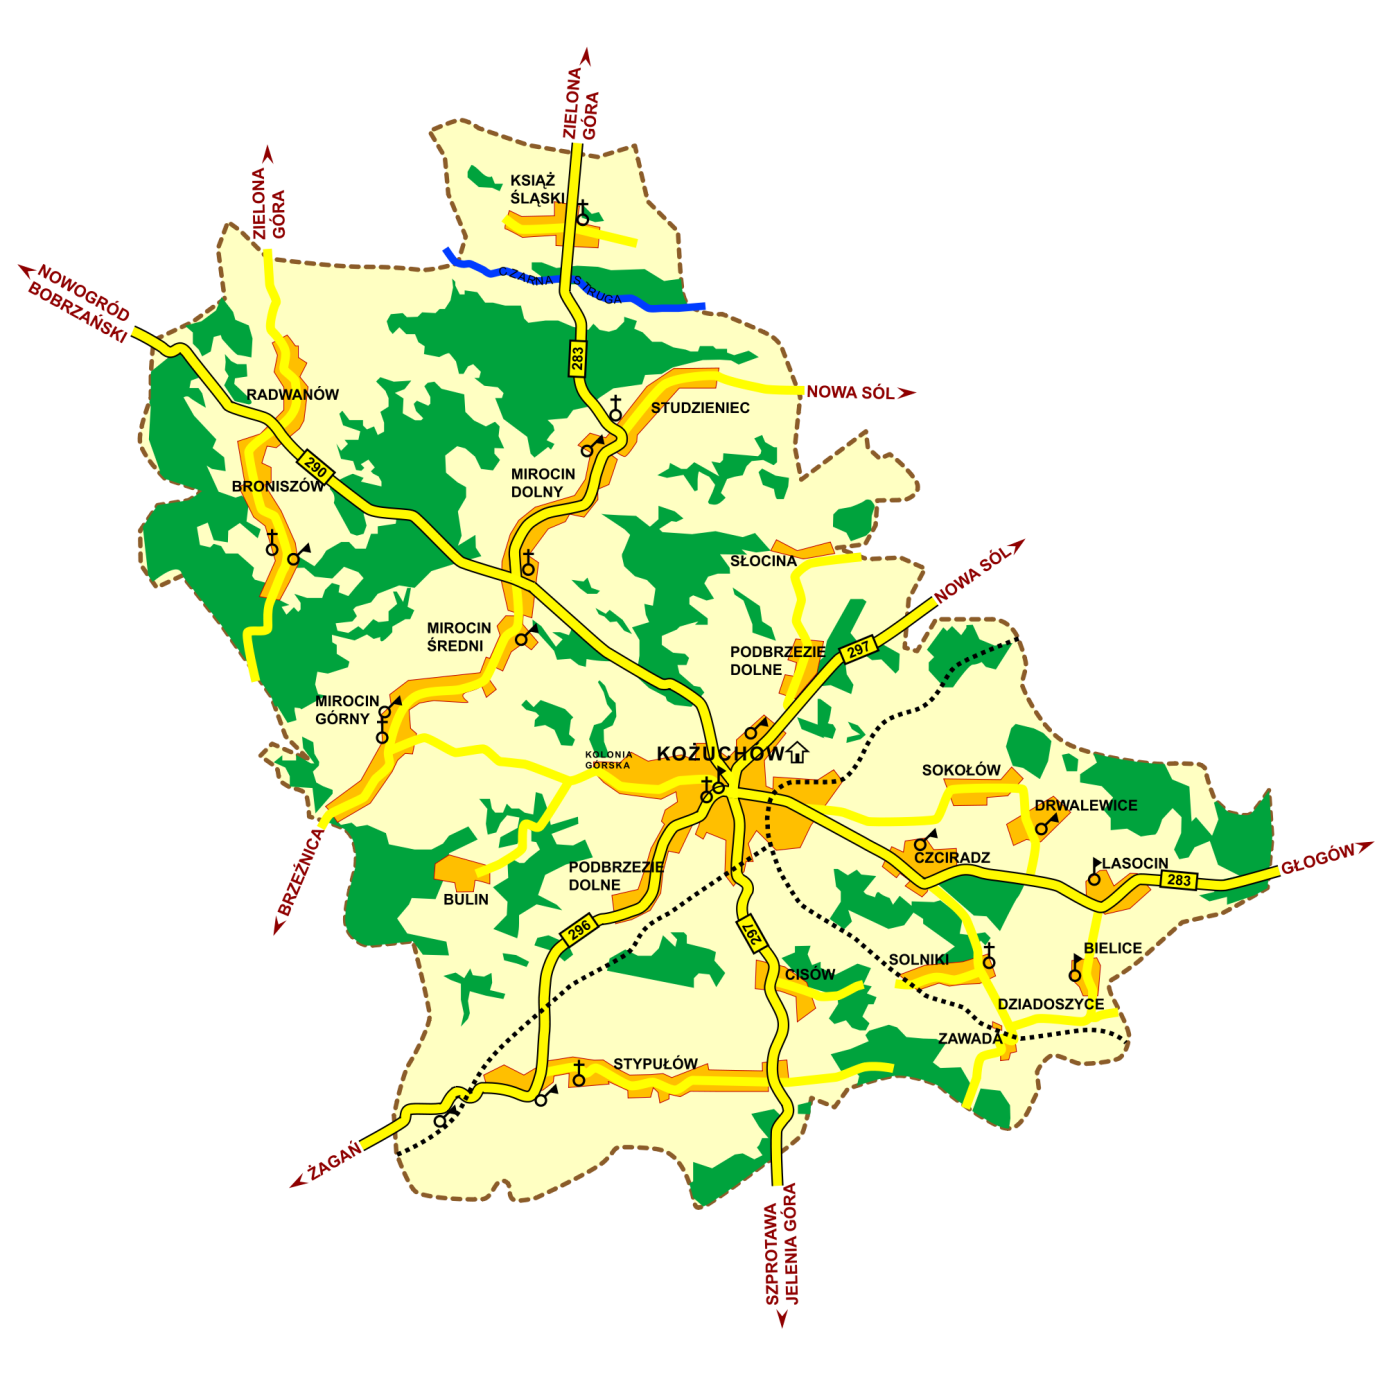 ZIELONA
GÓRA
ZIELONA
GÓRA
KSIĄŻ
ŚLĄSKI
NOWOGRÓD
BOBRZAŃSKI
CZARNA STRUGA
283
RADWANÓW
NOWA SÓL
STUDZIENIEC
290
MIROCIN
DOLNY
BRONISZÓW
SŁOCINA
NOWA SÓL
MIROCIN
ŚREDNI
PODBRZEZIE
DOLNE
297
MIROCIN
GÓRNY
KOLONIA
GÓRSKA
KOŻUCHÓW
SOKOŁÓW
DRWALEWICE
BRZEŹNICA
PODBRZEZIE
DOLNE
CZCIRADZ
LASOCIN
283
GŁOGÓW
BULIN
296
297
BIELICE
SOLNIKI
CISÓW
DZIADOSZYCE
ZAWADA
STYPUŁÓW
ŻAGAŃ
SZPROTAWA
JELENIA GÓRA